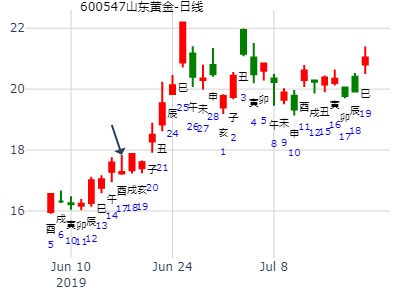 600547山东黄金-日线
22
20
18
16
酉
5
戌
6
寅
10
卯
11
辰
12
巳
13
午
14
酉
17
戌
18
亥
19
子
20
丑
21
辰
24
巳
25
午
26
未
27
申
28
亥
1
子
2
丑
3
寅
4
卯
5
午
8
未
9
申
10
酉
11
戌
12
丑
15
寅
16
卯
17
辰
18
巳
19
Jun 10
2019
Jun 24
Jul 8